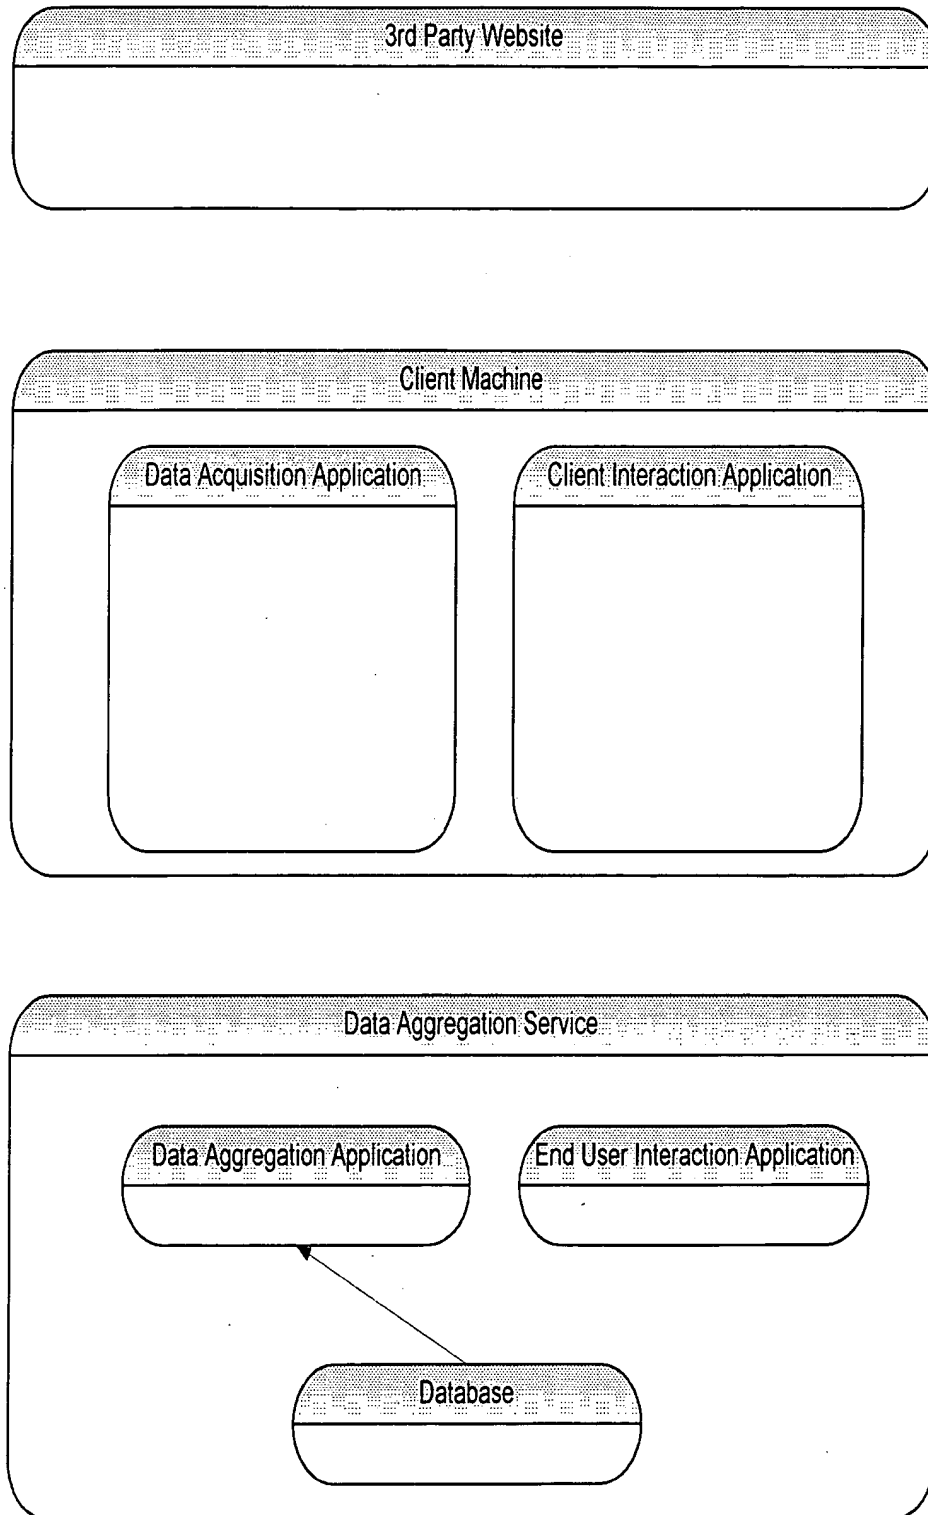 3rd Party Website
Client Machine
Data Acquisition Application
Client Interaction Application
Data Aggregation Service
Data Aggregation Application
End User Interaction Application
Database